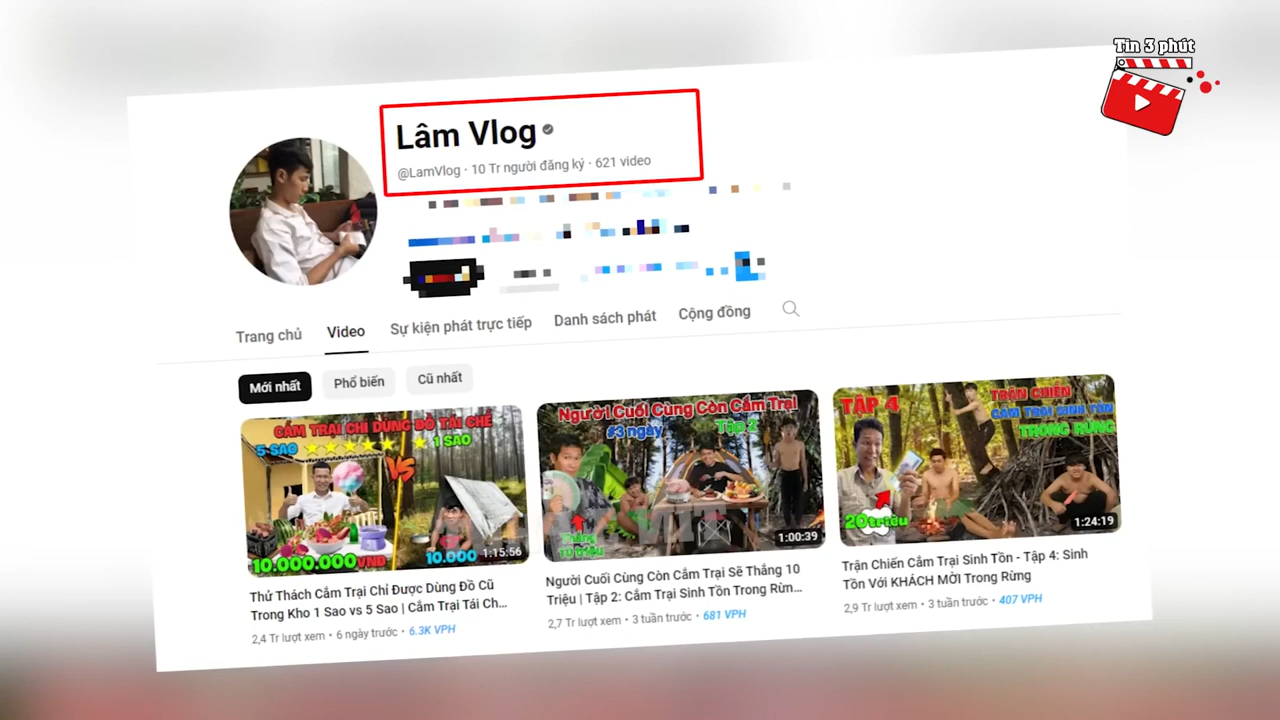 Tin 3 phút
Lâm Vlog
@LamVlog · 10 Tr người đăng ký · 621 video
Trang chủ
Video
Sự kiện phát trực tiếp
Danh sách phát
Cộng đồng
Mới nhất
Phổ biến
Cũ nhất
CẮM TRẠI CHỈ DÙNG ĐỒ TÁI CHẾ
5 SAO
1 SAO
VS
10.000.000VNĐ
10.000
1:15:56
Người Cuối Cùng Còn Cắm Trại
#3 ngày
Tập 2
Thắng
10 triệu
1:00:39
TẬP 4
TRẬN CHIẾN
CẮM TRẠI SINH TỒN
TRONG RỪNG
20triệu
1:24:19
Thử Thách Cắm Trại Chỉ Được Dùng Đồ Cũ
Trong Kho 1 Sao vs 5 Sao | Cắm Trại Tái Ch...
2,4 Tr lượt xem • 6 ngày trước • 6.3K VPH
Người Cuối Cùng Còn Cắm Trại Sẽ Thắng 10
Triệu | Tập 2: Cắm Trại Sinh Tồn Trong Rừn...
2,7 Tr lượt xem • 3 tuần trước • 681 VPH
Trận Chiến Cắm Trại Sinh Tồn - Tập 4: Sinh
Tồn Với KHÁCH MỜI Trong Rừng
2,9 Tr lượt xem • 3 tuần trước • 407 VPH